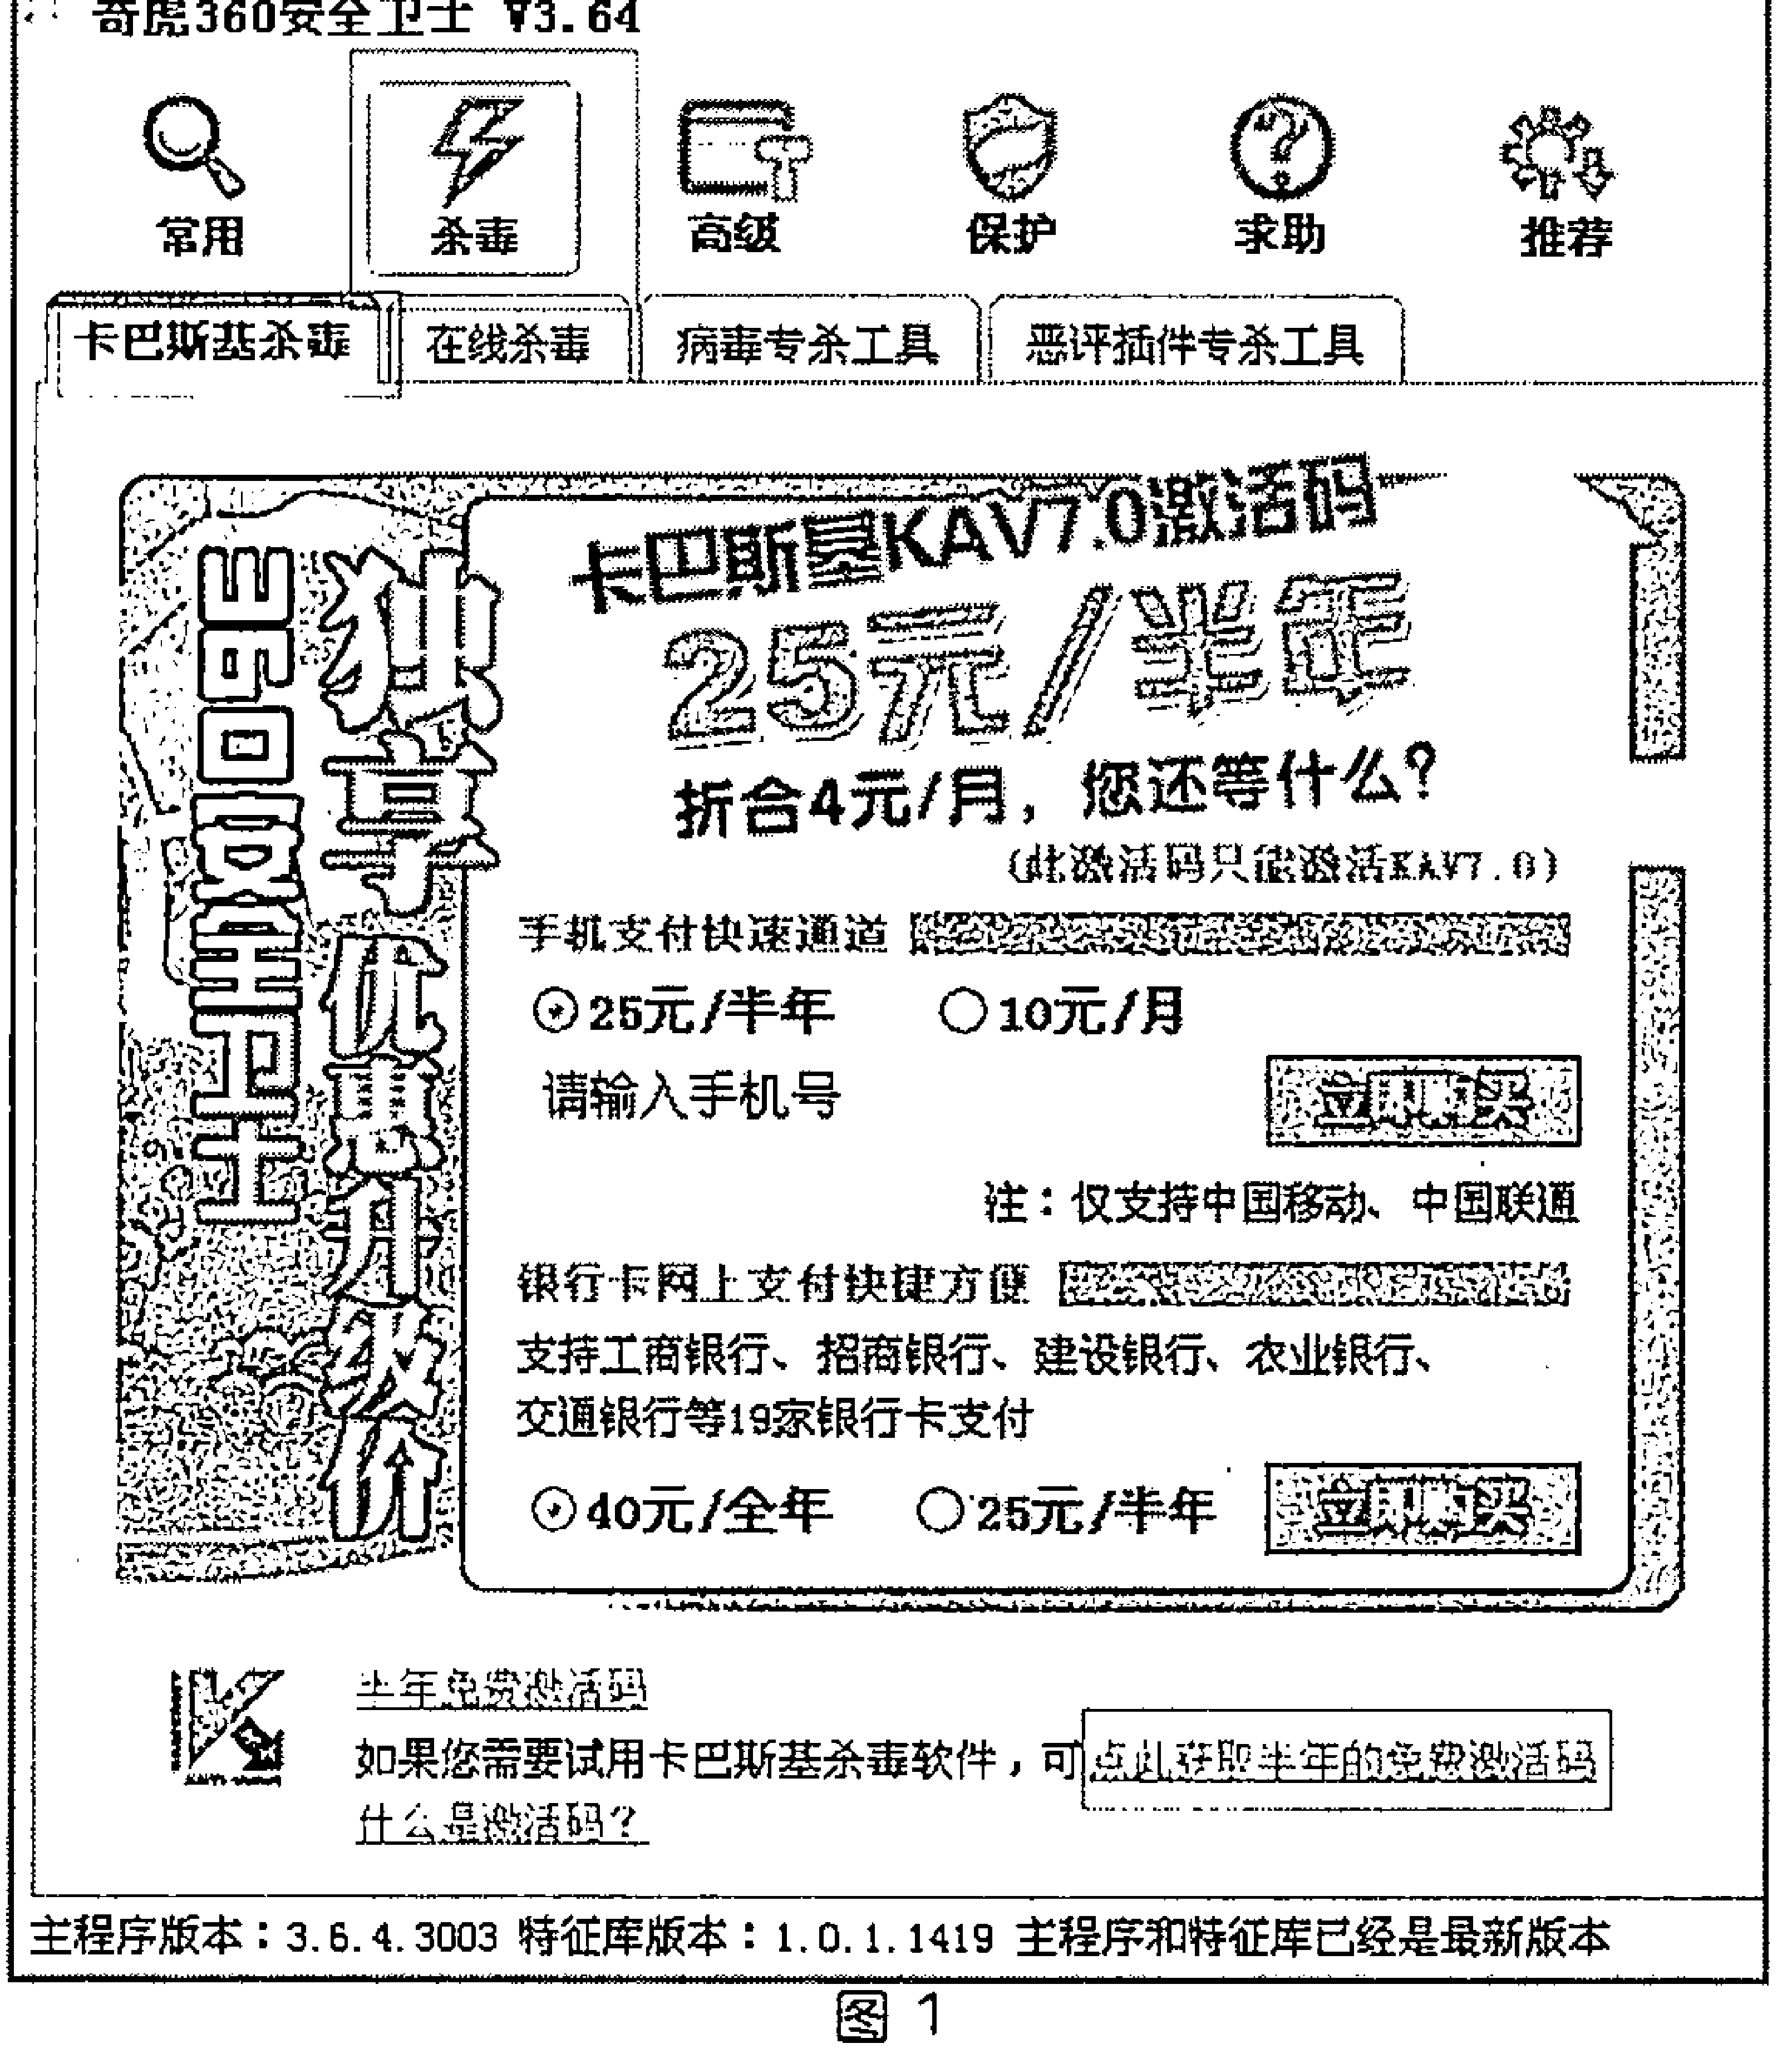 奇虎360安全卫士 V3.64
常用 杀毒 高级 保护 求助 推荐
卡巴斯基杀毒 在线杀毒 病毒专杀工具 恶评插件专杀工具
360安全卫士
独享优惠升级价
卡巴斯基KAV7.0激活码
25元/半年
折合4元/月，您还等什么？
(此激活码只能激活KAV7.0)
手机支付快速通道
25元/半年 10元/月
请输入手机号 立即购买
注：仅支持中国移动、中国联通
银行卡网上支付快捷方便
支持工商银行、招商银行、建设银行、农业银行、
交通银行等19家银行卡支付
40元/全年 25元/半年 立即购买
半年免费激活码
如果您需要试用卡巴斯基杀毒软件，可点此获取半年的免费激活码
什么是激活码？
主程序版本：3.6.4.3003 特征库版本：1.0.1.1419 主程序和特征库已经是最新版本
图 1